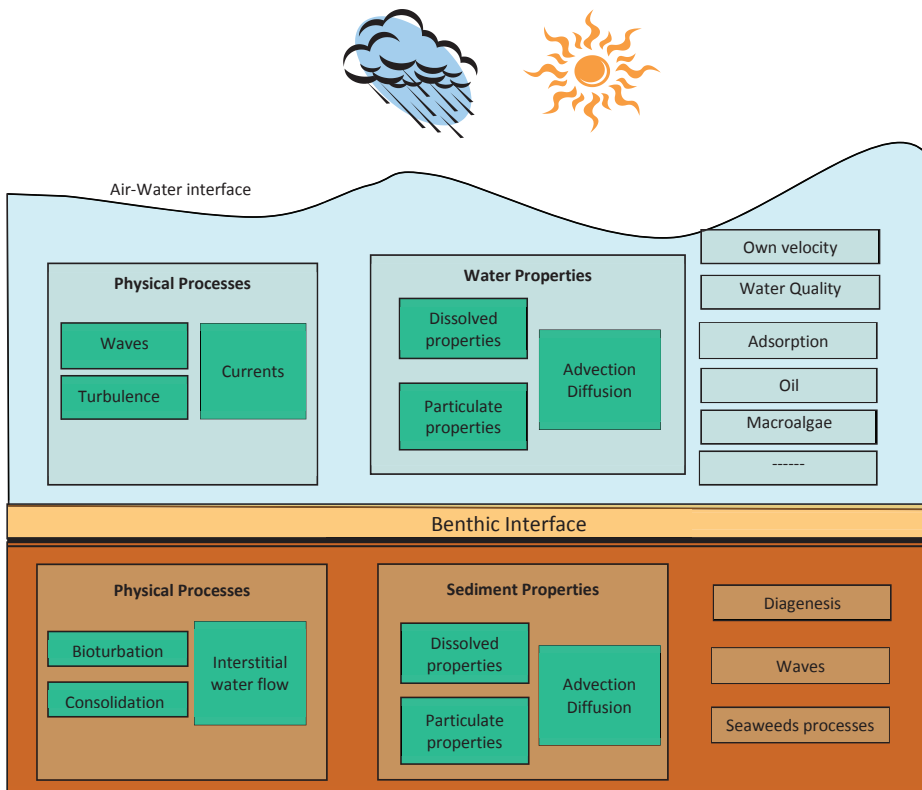 Air-Water interface
Physical Processes
Waves
Turbulence
Currents
Water Properties
Dissolved
properties
Particulate
properties
Advection
Diffusion
Own velocity
Water Quality
Adsorption
Oil
Macroalgae
------
Benthic Interface
Physical Processes
Bioturbation
Consolidation
Interstitial
water flow
Sediment Properties
Dissolved
properties
Particulate
properties
Advection
Diffusion
Diagenesis
Waves
Seaweeds processes